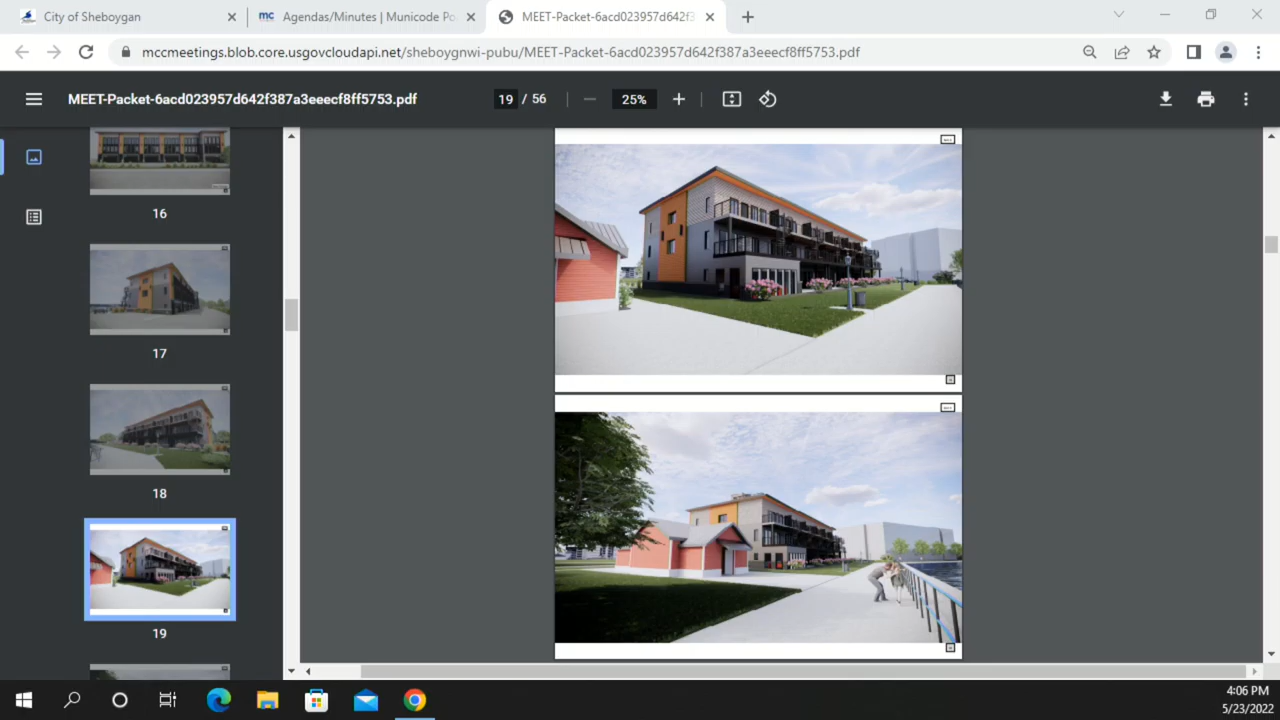 City of Sheboygan
mc Agendas/Minutes | Municode Po
MEET-Packet-6acd023957d642f3
mccmeetings.blob.core.usgovcloudapi.net/sheboygnwi-pubu/MEET-Packet-6acd023957d642f387a3eeecf8ff5753.pdf
MEET-Packet-6acd023957d642f387a3eeecf8ff5753.pdf
19 / 56
25%
16
17
18
19
4:06 PM
5/23/2022